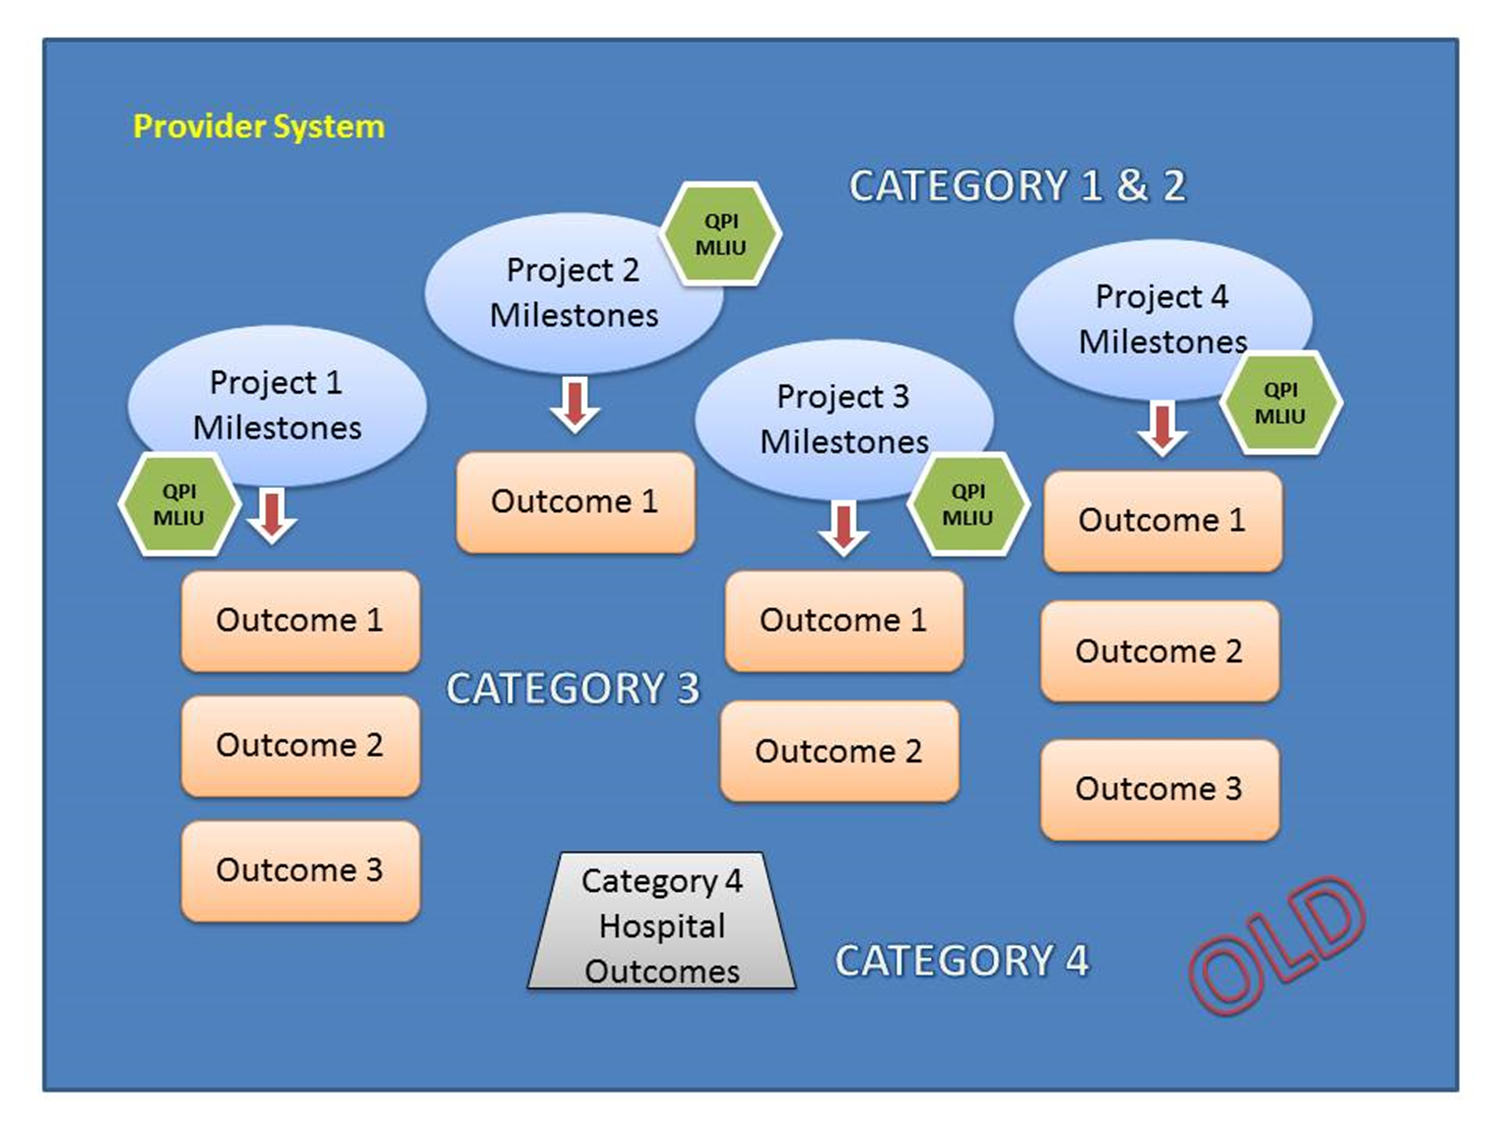 Provider System
CATEGORY 1 & 2
QPI
MLIU
Project 2
Milestones
Project 4
Milestones
Project 1
Milestones
Project 3
Milestones
QPI
MLIU
QPI
MLIU
QPI
MLIU
Outcome 1
Outcome 1
Outcome 1
Outcome 1
Outcome 2
CATEGORY 3
Outcome 2
Outcome 2
Outcome 3
Outcome 3
Category 4
Hospital
Outcomes
CATEGORY 4
OLD